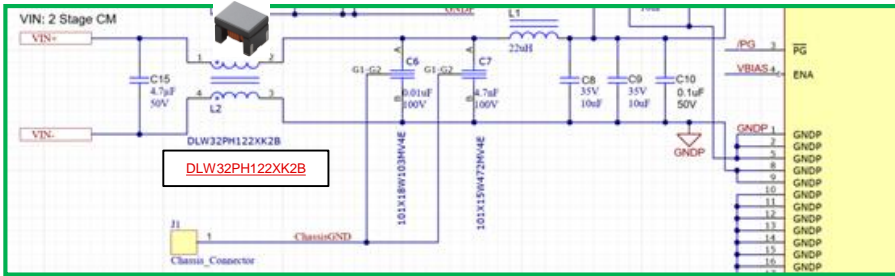 VIN: 2 Stage CM
GNDP
L1
22uH
VIN+
1
2
C15
4.7µF
50V
4
3
L2
VIN-
DLW32PH122XK2B
DLW32PH122XK2B
A
C6
G1-G2
0.01uF
100V
B
101X18W103MV4E
A
C7
G1-G2
4.7nF
100V
B
101X15W472MV4E
C8
35V
10uF
C9
35V
10uF
C10
0.1uF
50V
GNDP
/PG
3
PG
VBIAS
4
ENA
GNDP
1
GNDP
2
GNDP
5
GNDP
8
GNDP
9
GNDP
10
GNDP
11
GNDP
12
GNDP
13
GNDP
14
GNDP
15
GNDP
16
GNDP
J1
1
ChassisGND
Chassis_Connector